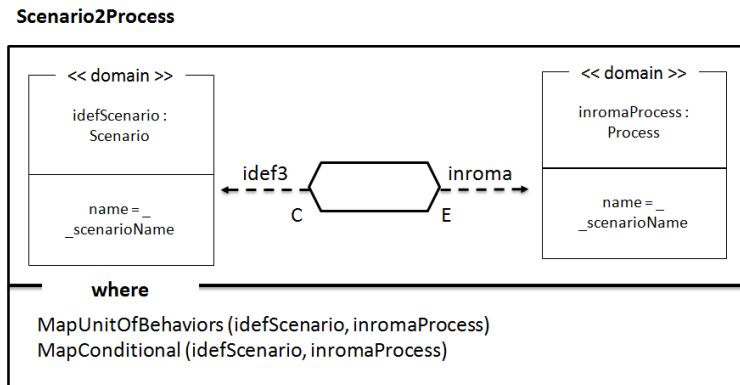 Scenario2Process
<< domain >>
idefScenario :
Scenario
name = _
_scenarioName
idef3
C
inroma
E
<< domain >>
inromaProcess :
Process
name = _
_scenarioName
where
MapUnitOfBehaviors (idefScenario, inromaProcess)
MapConditional (idefScenario, inromaProcess)